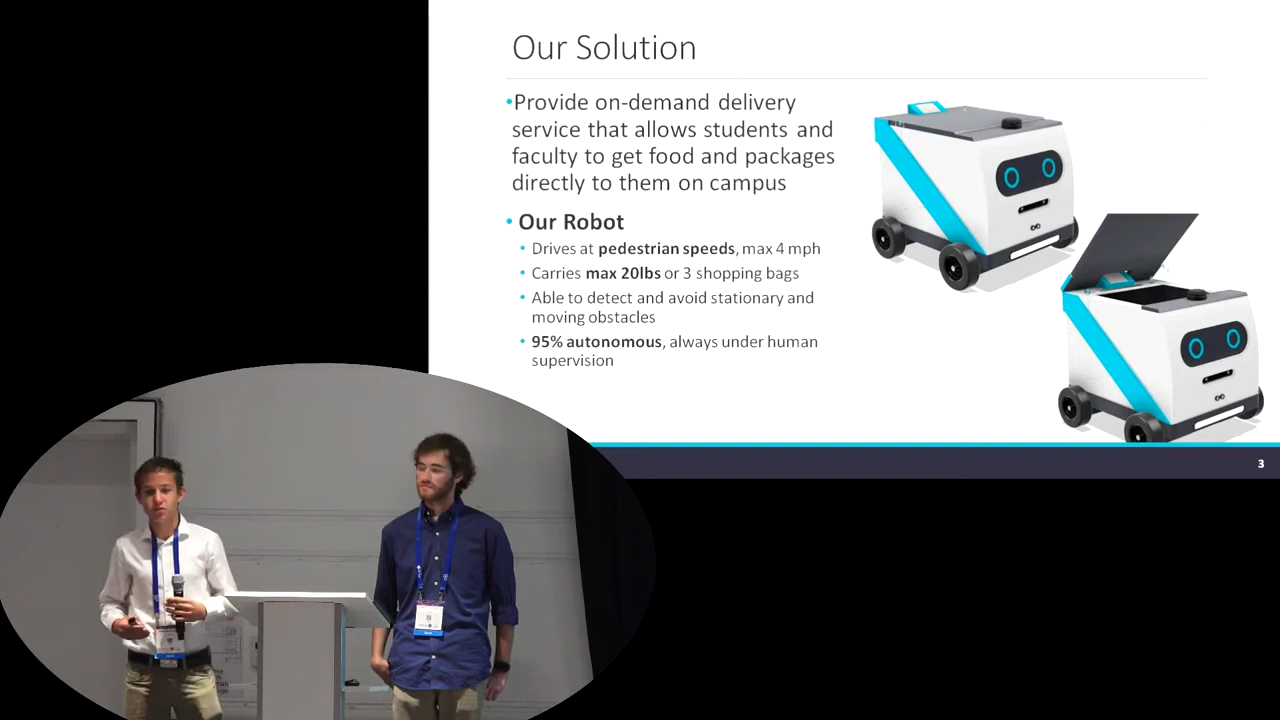 Our Solution
•Provide on-demand delivery
service that allows students and
faculty to get food and packages
directly to them on campus
• Our Robot
• Drives at pedestrian speeds, max 4 mph
• Carries max 20lbs or 3 shopping bags
• Able to detect and avoid stationary and
moving obstacles
• 95% autonomous, always under human
supervision
3